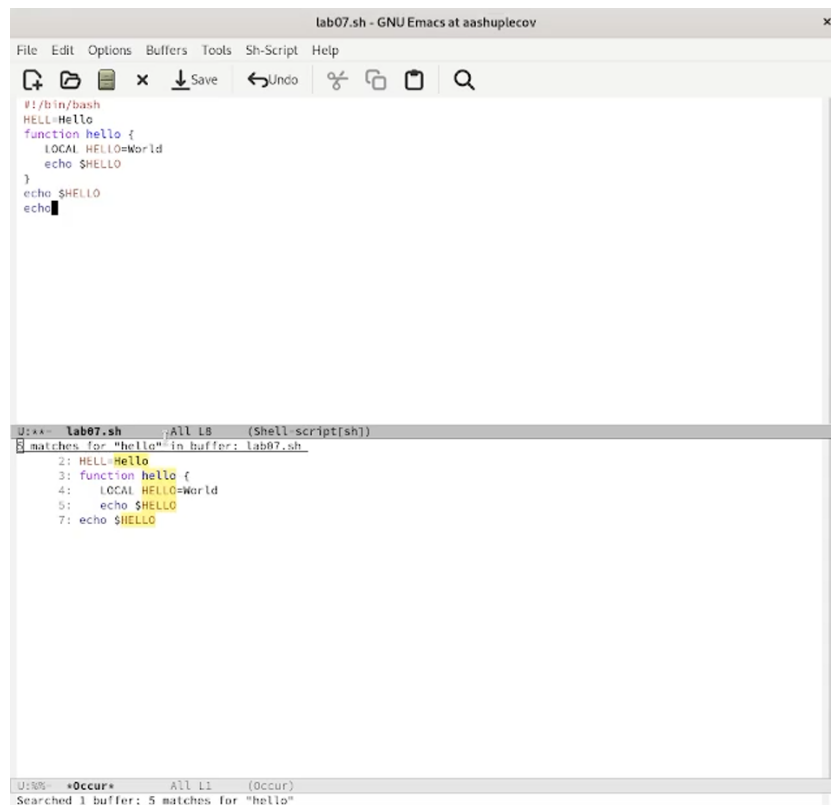 lab07.sh - GNU Emacs at aashuplecov
×
File Edit Options Buffers Tools Sh-Script Help
Save Undo
#!/bin/bash
HELL=Hello
function hello {
LOCAL HELLO=World
echo $HELLO
}
echo $HELLO
echo
U:**- lab07.sh All L8 (Shell-script[sh])
5 matches for "hello" in buffer: lab07.sh
2: HELL=Hello
3: function hello {
4: LOCAL HELLO=World
5: echo $HELLO
7: echo $HELLO
U:%%- *Occur* All L1 (Occur)
Searched 1 buffer; 5 matches for "hello"